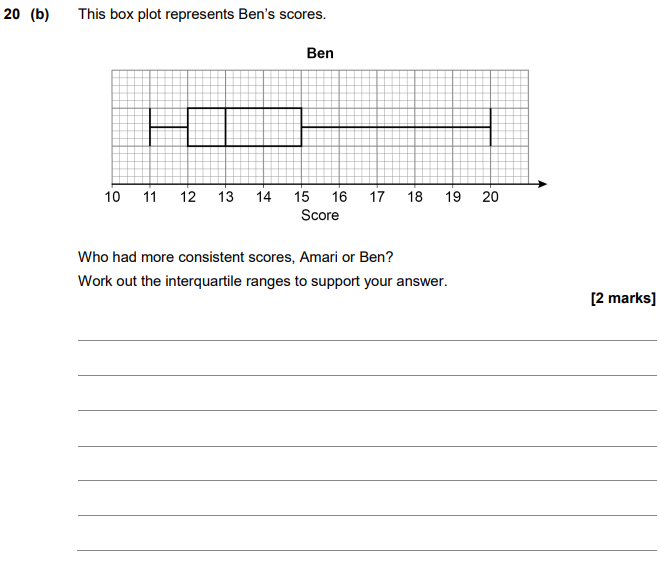 20 (b) This box plot represents Ben's scores.
Ben
10 11 12 13 14 15 16 17 18 19 20
Score
Who had more consistent scores, Amari or Ben?
Work out the interquartile ranges to support your answer.
[2 marks]